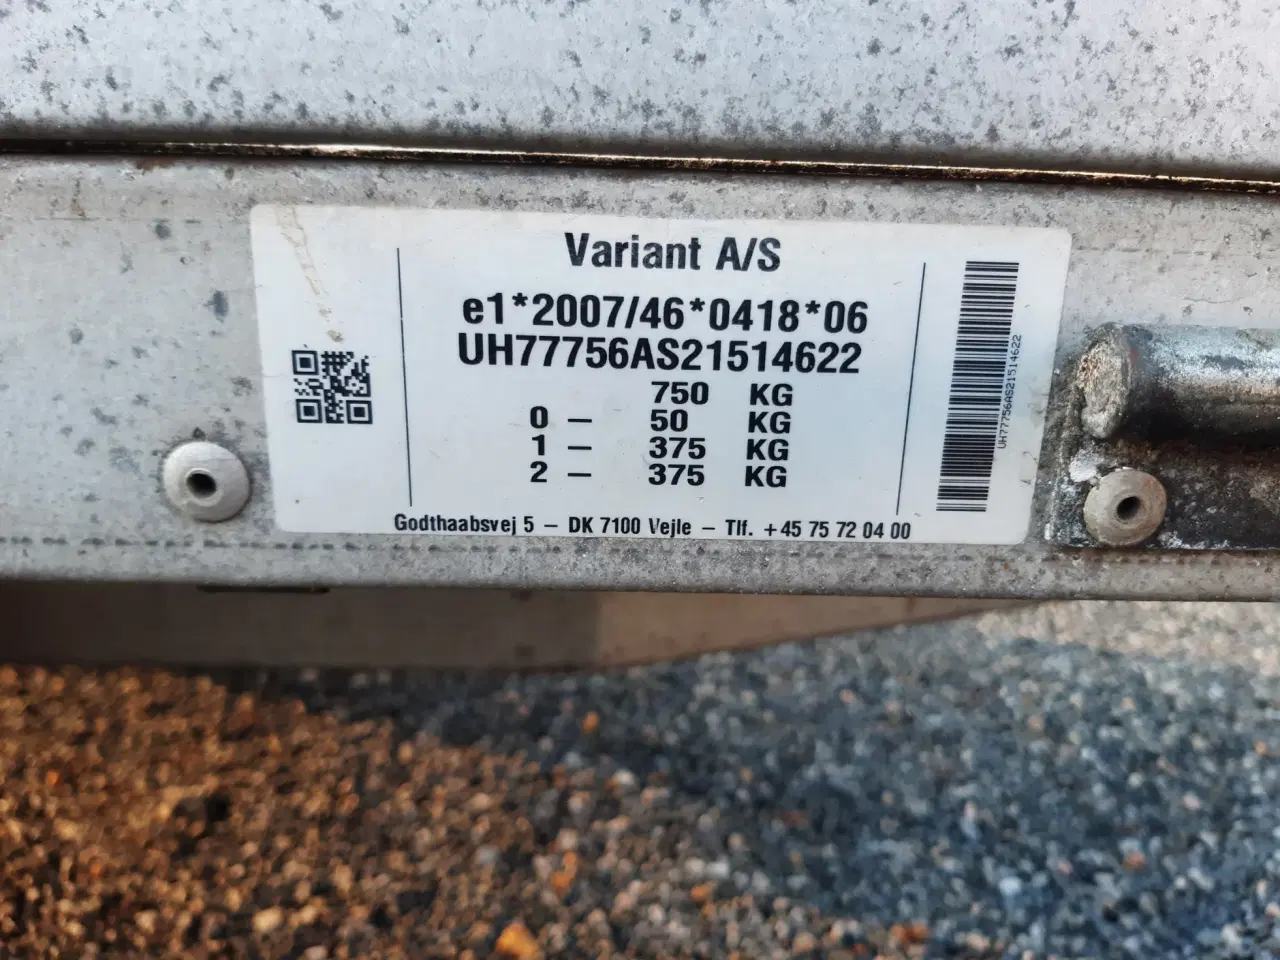 Variant A/S
e1*2007/46*0418*06
UH77756AS21514622
750 KG
0 – 50 KG
1 – 375 KG
2 – 375 KG
Godthaabsvej 5 – DK 7100 Vejle – Tlf. +45 75 72 04 00
UH77756AS21514622